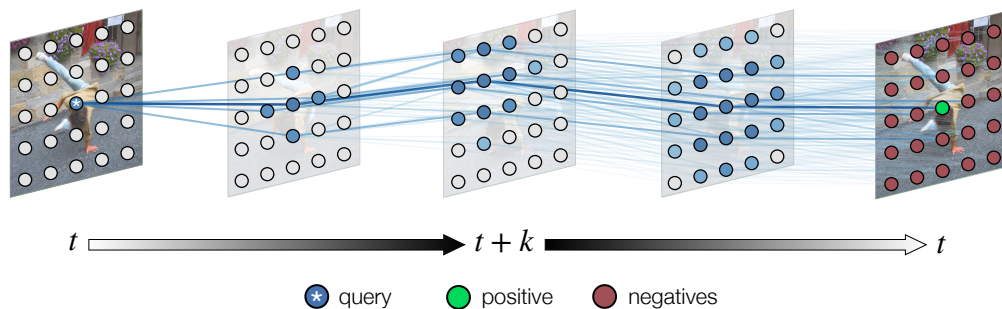 t t + k t
* query positive negatives